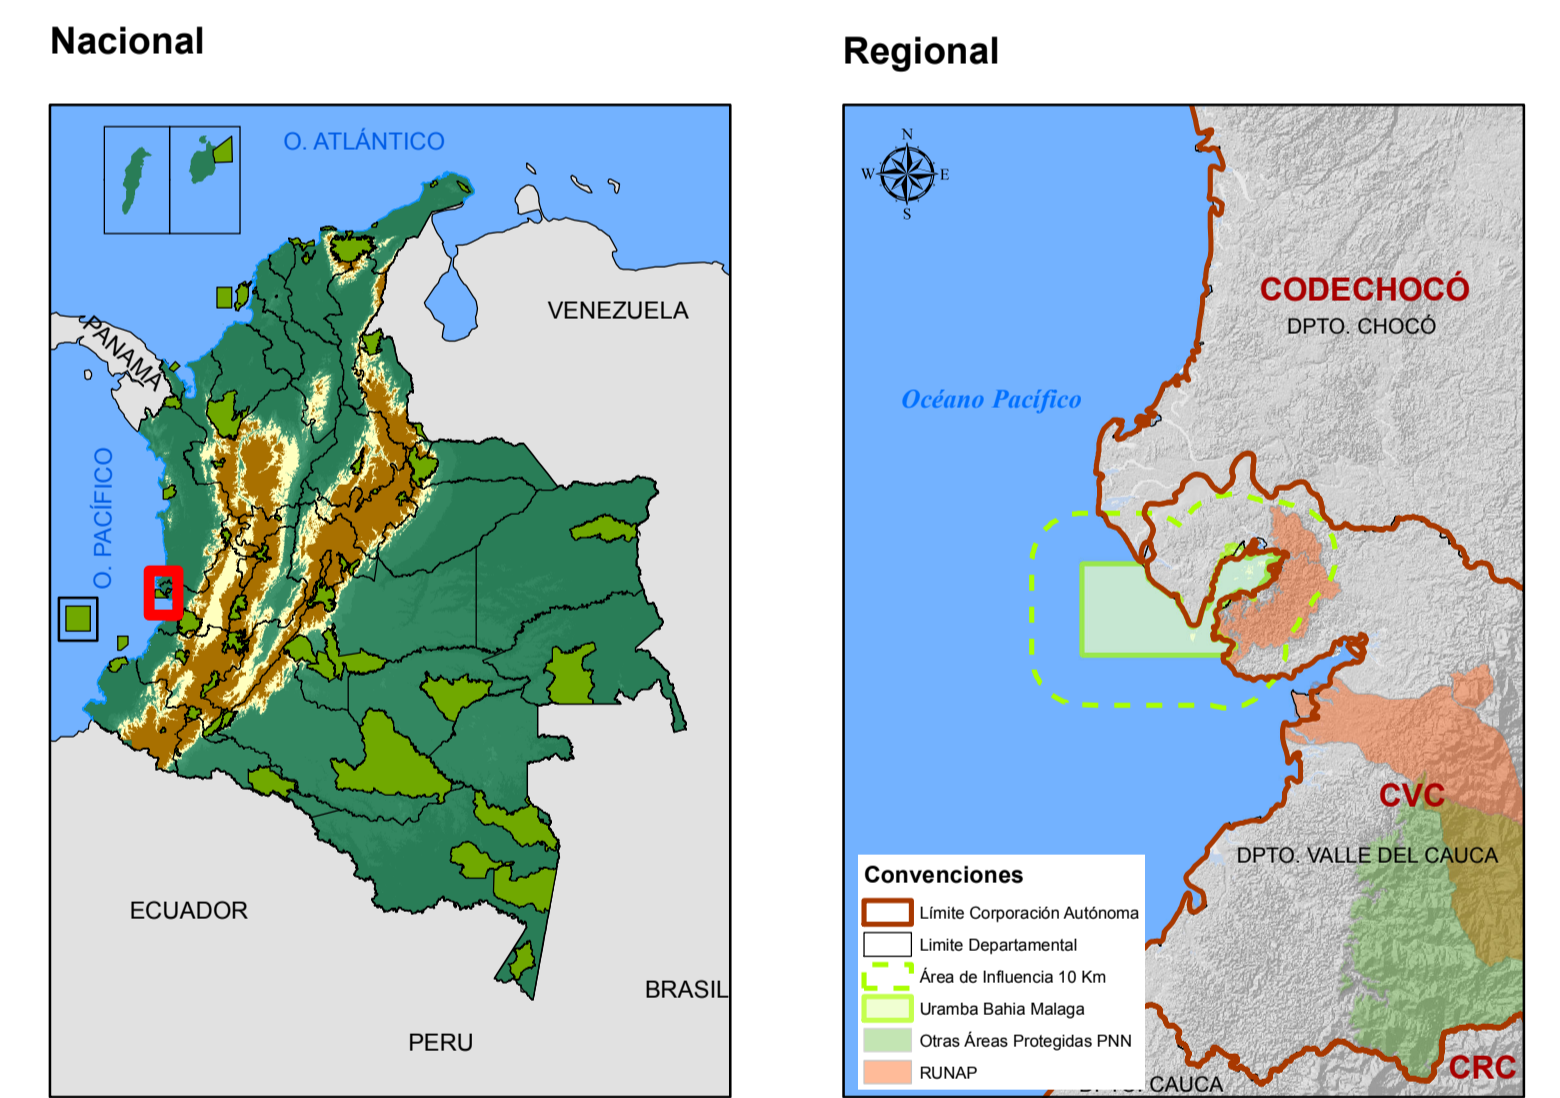 Nacional
O. ATLÁNTICO
VENEZUELA
PANAMÁ
O. PACÍFICO
ECUADOR
BRASIL
PERU
Regional
N
W
E
S
CODECHOCÓ
DPTO. CHOCÓ
Océano Pacífico
CVC
DPTO. VALLE DEL CAUCA
Convenciones
Límite Corporación Autónoma
Limite Departamental
Área de Influencia 10 Km
Uramba Bahia Malaga
Otras Áreas Protegidas PNN
RUNAP
CRC
DPTO. CAUCA